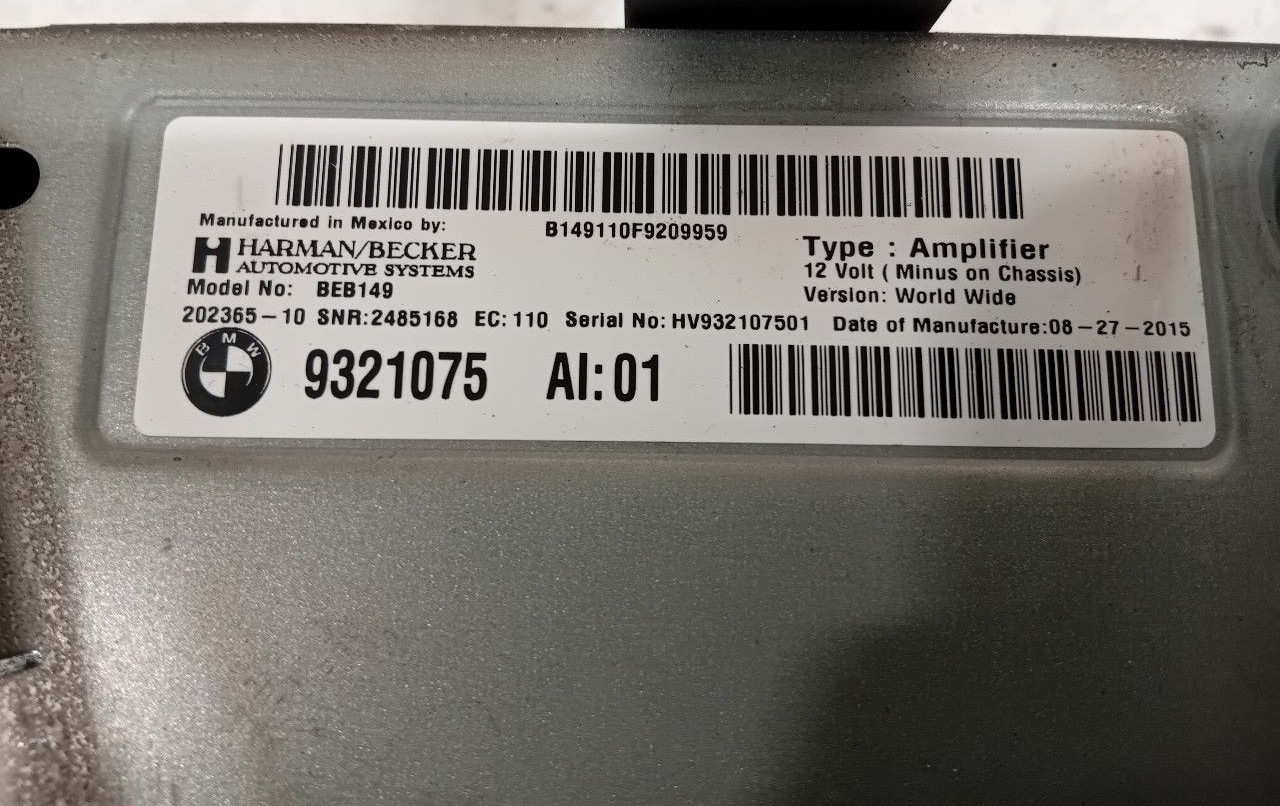 Manufactured in Mexico by:
B149110F9209959
HARMAN/BECKER
AUTOMOTIVE SYSTEMS
Type : Amplifier
12 Volt ( Minus on Chassis)
Version: World Wide
Model No: BEB149
202365-10 SNR:2485168 EC: 110 Serial No: HV932107501 Date of Manufacture:08-27-2015
BMW
9321075 AI:01